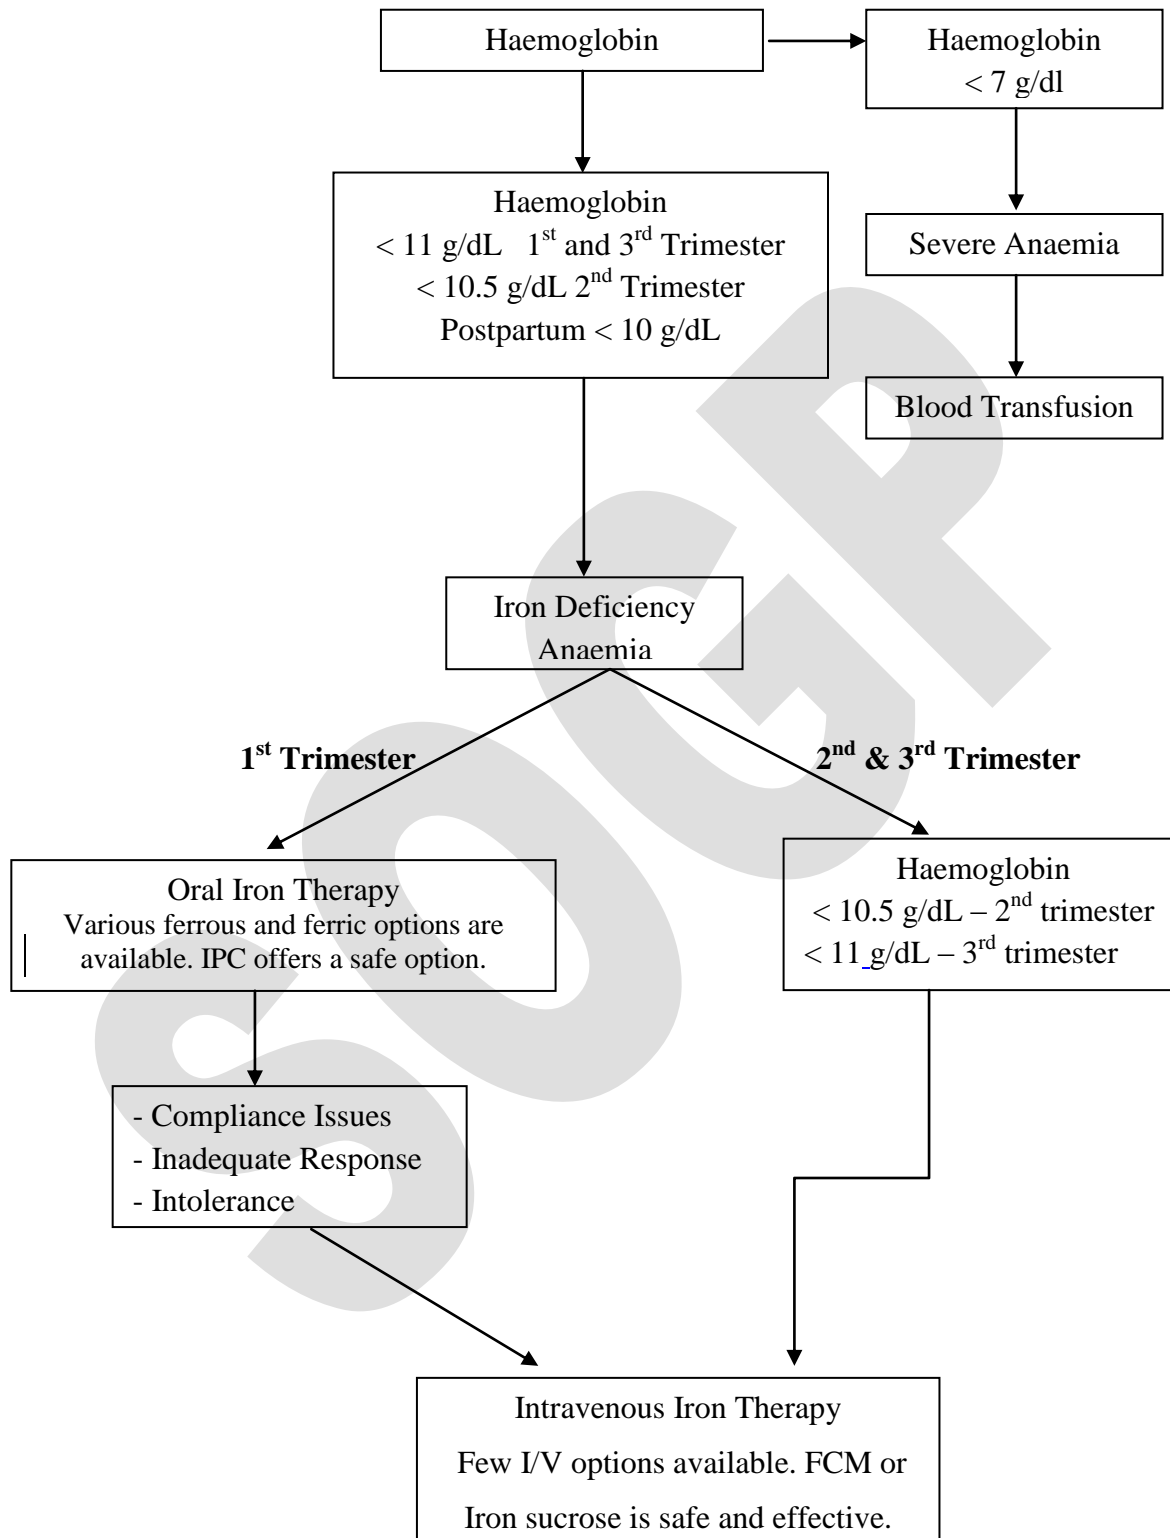 Haemoglobin
Haemoglobin
< 7 g/dl
Haemoglobin
< 11 g/dL 1st and 3rd Trimester
< 10.5 g/dL 2nd Trimester
Postpartum < 10 g/dL
Severe Anaemia
Blood Transfusion
Iron Deficiency
Anaemia
1st Trimester
2nd & 3rd Trimester
Oral Iron Therapy
Various ferrous and ferric options are
available. IPC offers a safe option.
Haemoglobin
< 10.5 g/dL – 2nd trimester
< 11 g/dL – 3rd trimester
- Compliance Issues
- Inadequate Response
- Intolerance
Intravenous Iron Therapy
Few I/V options available. FCM or
Iron sucrose is safe and effective.
SOGP